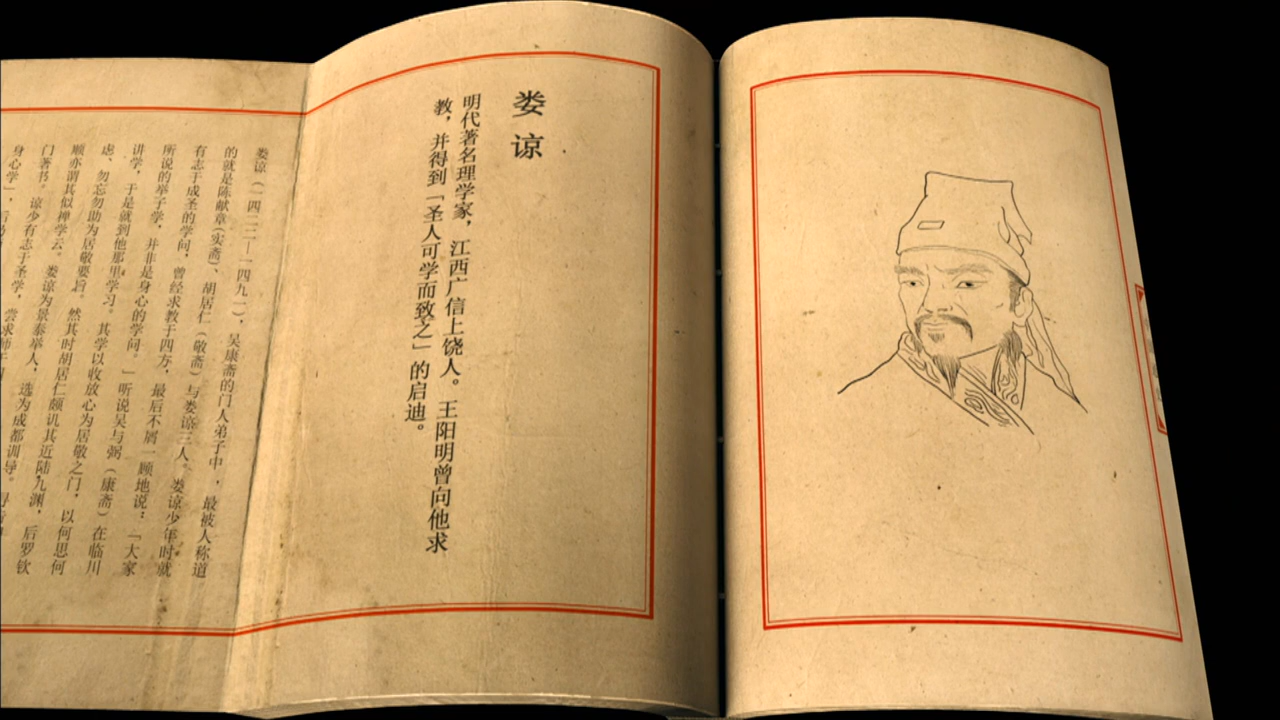 娄谅
明代著名理学家，江西广信上饶人。王阳明曾向他求
教，并得到「圣人可学而致之」的启迪。
娄谅（一四二二—一四九一），吴康斋的门人弟子中，最被人称道
的就是陈献章(实斋)、胡居仁（敬斋）与娄谅三人。娄谅少年时就
有志于成圣的学问，曾经求教于四方，最后不屑一顾地说：「大家
所说的举子学，并非是身心的学问。」听说吴与弼（康斋）在临川
讲学，于是就到他那里学习。其学以收放心为居敬之门，以何思何
虑、勿忘勿助为居敬要旨。然其时胡居仁颇讥其近陆九渊，后罗钦
顺亦谓其似禅学云。娄谅为景泰举人，选为成都训导。
门著书。谅少有志于圣学，尝求师于
身心学」，